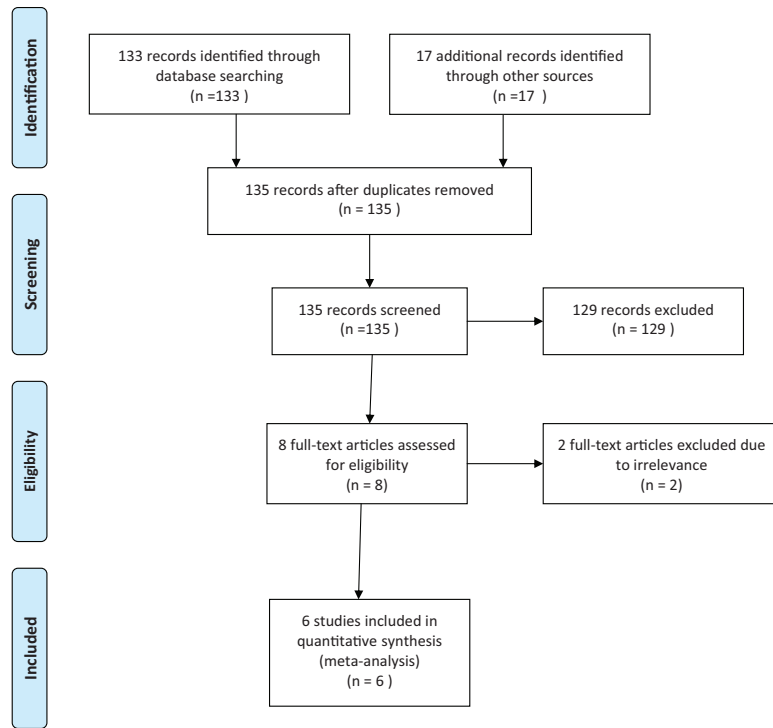 Identification
133 records identified through
database searching
(n =133 )
17 additional records identified
through other sources
(n =17 )
135 records after duplicates removed
(n = 135 )
Screening
135 records screened
(n =135 )
129 records excluded
(n = 129 )
Eligibility
8 full-text articles assessed
for eligibility
(n = 8)
2 full-text articles excluded due
to irrelevance
(n = 2)
Included
6 studies included in
quantitative synthesis
(meta-analysis)
(n = 6 )